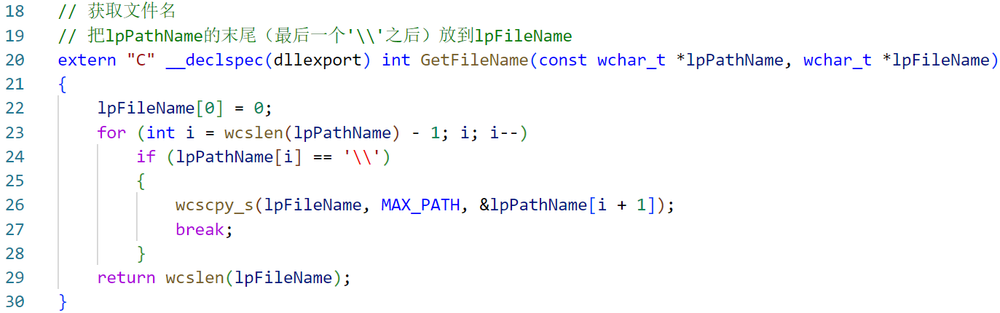 18 // 获取文件名
19 // 把lpPathName的末尾（最后一个'\\'之后）放到lpFileName
20 extern "C" __declspec(dllexport) int GetFileName(const wchar_t *lpPathName, wchar_t *lpFileName)
21 {
22     lpFileName[0] = 0;
23     for (int i = wcslen(lpPathName) - 1; i; i--)
24         if (lpPathName[i] == '\\')
25         {
26             wcscpy_s(lpFileName, MAX_PATH, &lpPathName[i + 1]);
27             break;
28         }
29     return wcslen(lpFileName);
30 }